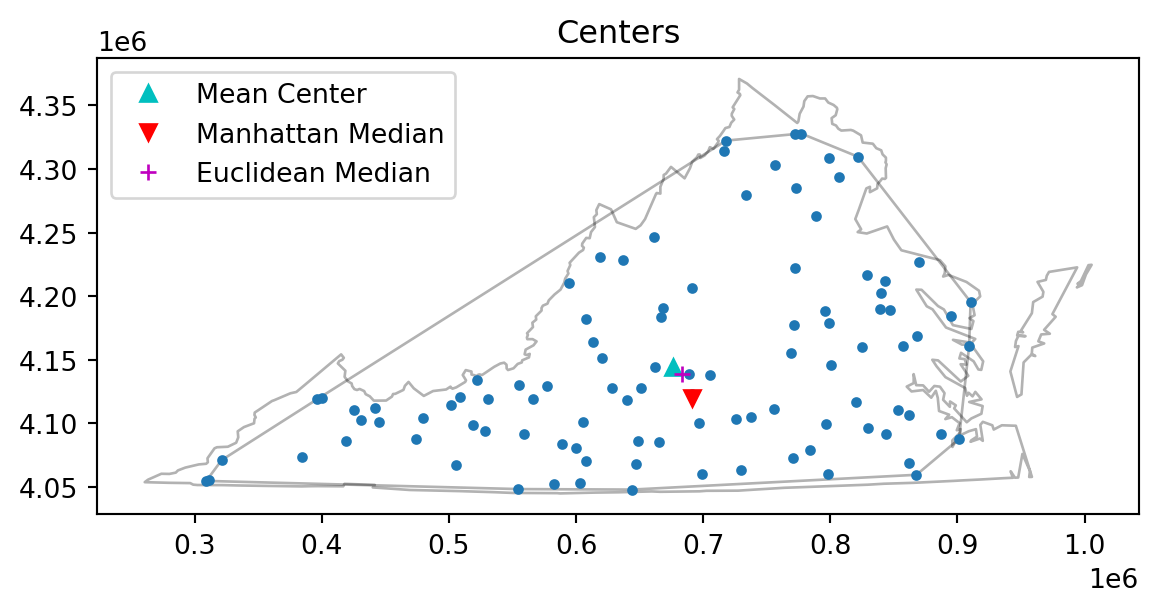 Centers
1e6
Mean Center
Manhattan Median
Euclidean Median
4.35
4.30
4.25
4.20
4.15
4.10
4.05
0.3 0.4 0.5 0.6 0.7 0.8 0.9 1.0
1e6